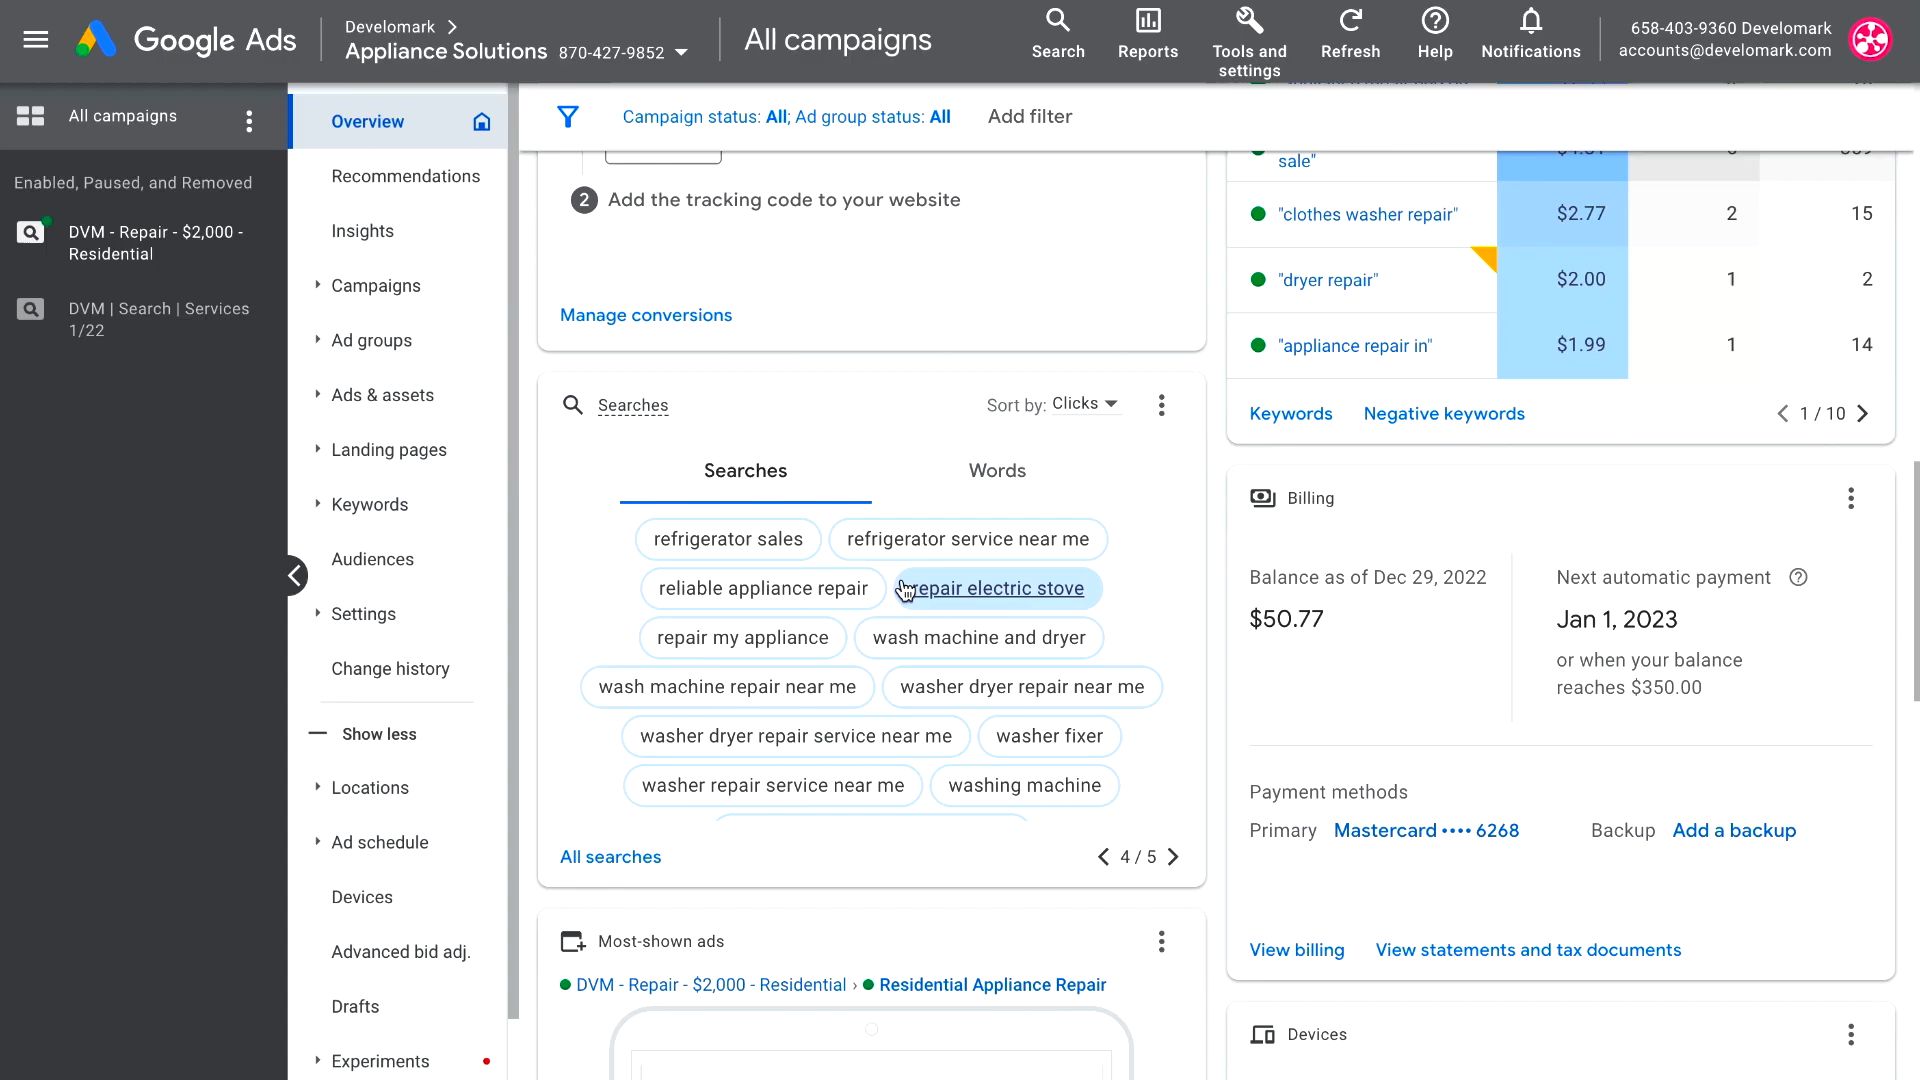 Google Ads
Develomark
Appliance Solutions 870-427-9852
All campaigns
Search
Reports
Tools and
settings
Refresh
Help
Notifications
658-403-9360 Develomark
accounts@develomark.com
All campaigns
Enabled, Paused, and Removed
DVM - Repair - $2,000 -
Residential
DVM | Search | Services
1/22
Overview
Recommendations
Insights
Campaigns
Ad groups
Ads & assets
Landing pages
Keywords
Audiences
Settings
Change history
Show less
Locations
Ad schedule
Devices
Advanced bid adj.
Drafts
Experiments
Campaign status: All; Ad group status: All
Add filter
2 Add the tracking code to your website
Manage conversions
Searches
Sort by: Clicks
Searches
Words
refrigerator sales
refrigerator service near me
reliable appliance repair
repair electric stove
repair my appliance
wash machine and dryer
wash machine repair near me
washer dryer repair near me
washer dryer repair service near me
washer fixer
washer repair service near me
washing machine
All searches
4 / 5
Most-shown ads
DVM - Repair - $2,000 - Residential › Residential Appliance Repair
sale"
"clothes washer repair" $2.77 2 15
"dryer repair" $2.00 1 2
"appliance repair in" $1.99 1 14
Keywords
Negative keywords
1 / 10
Billing
Balance as of Dec 29, 2022
$50.77
Next automatic payment
Jan 1, 2023
or when your balance
reaches $350.00
Payment methods
Primary Mastercard •••• 6268
Backup Add a backup
View billing
View statements and tax documents
Devices